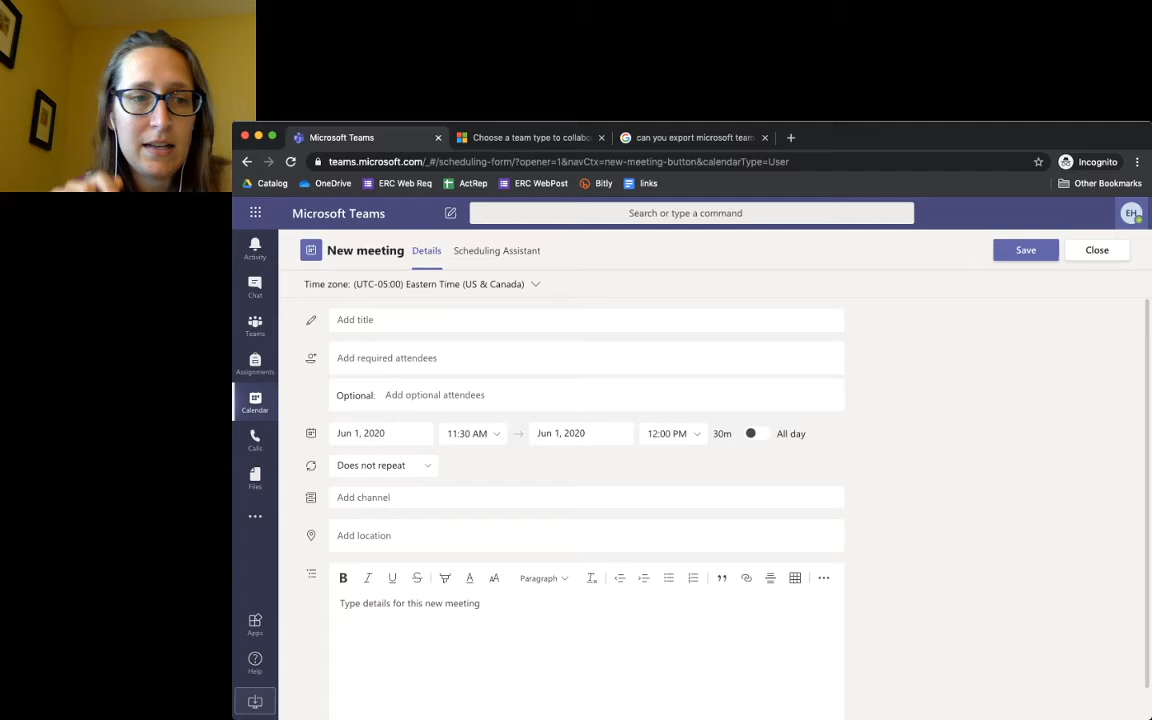 Microsoft Teams
Choose a team type to collabo
can you export microsoft team
teams.microsoft.com/_#/scheduling-form/?opener=1&navCtx=new-meeting-button&calendarType=User
Incognito
Catalog
OneDrive
ERC Web Req
ActRep
ERC WebPost
Bitly
links
Other Bookmarks
Microsoft Teams
Search or type a command
EH
Activity
Chat
Teams
Assignments
Calendar
Calls
Files
Apps
Help
New meeting
Details
Scheduling Assistant
Save
Close
Time zone: (UTC-05:00) Eastern Time (US & Canada)
Add title
Add required attendees
Optional: Add optional attendees
Jun 1, 2020 11:30 AM → Jun 1, 2020 12:00 PM 30m All day
Does not repeat
Add channel
Add location
B I U S A AA Paragraph
Type details for this new meeting